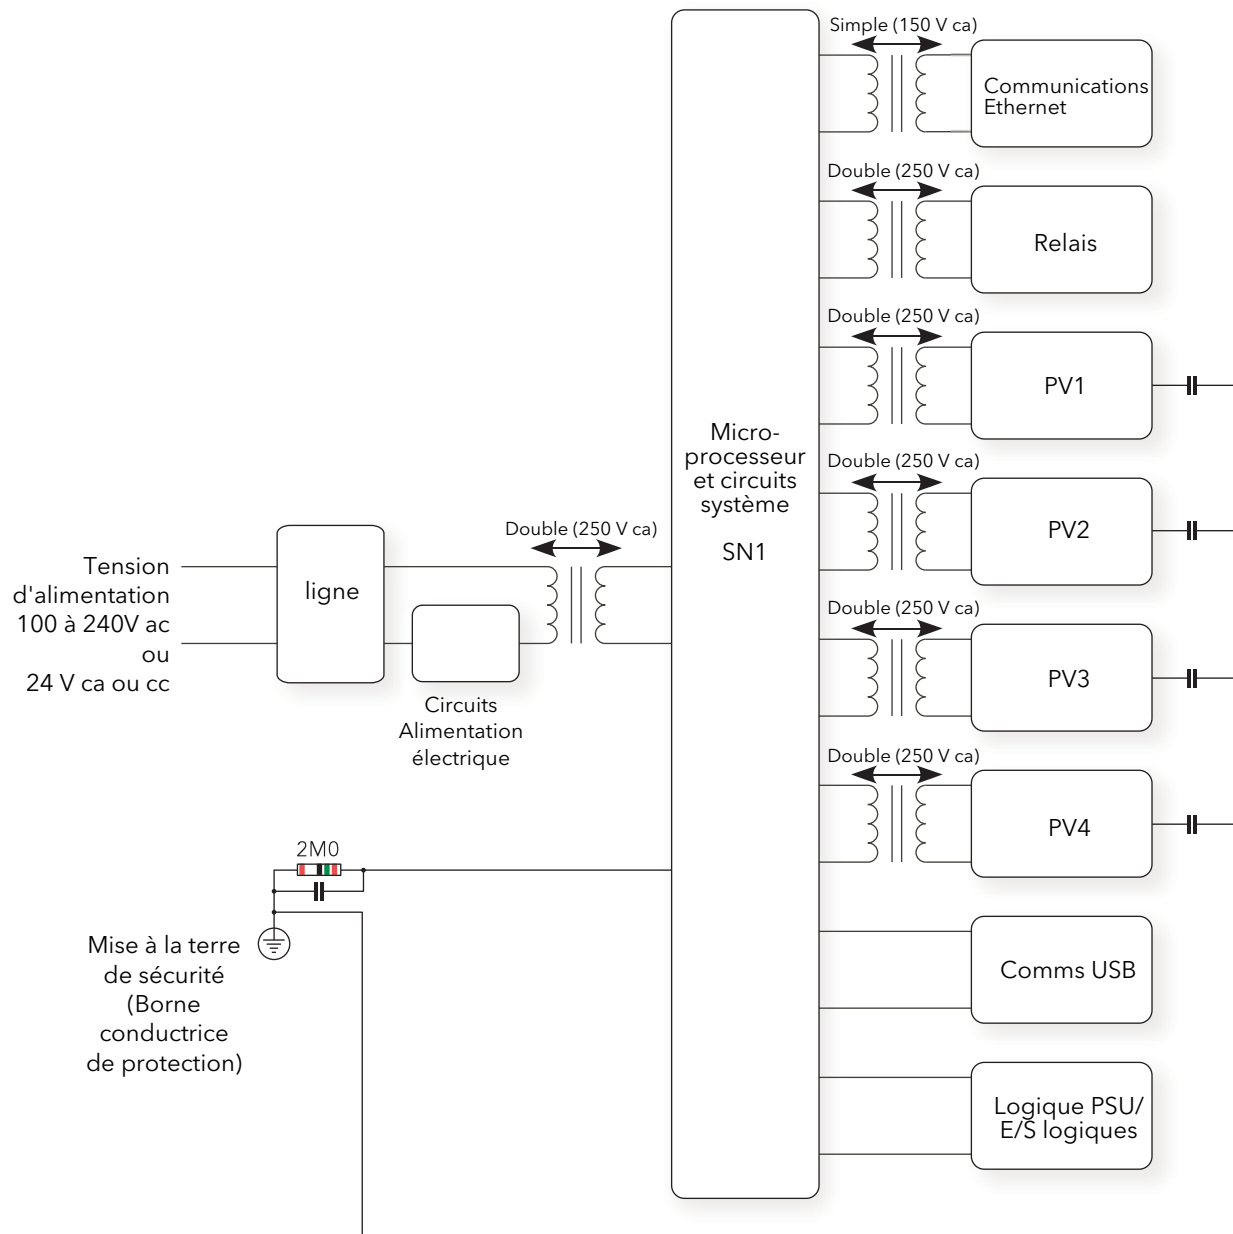 Simple (150 V ca)
Communications
Ethernet
Double (250 V ca)
Relais
Double (250 V ca)
PV1
Micro-
processeur
et circuits
système
SN1
Double (250 V ca)
PV2
Double (250 V ca)
Tension
d'alimentation
100 à 240V ac
ou
24 V ca ou cc
ligne
Circuits
Alimentation
électrique
Double (250 V ca)
PV3
Double (250 V ca)
PV4
2M0
Mise à la terre
de sécurité
(Borne
conductrice
de protection)
Comms USB
Logique PSU/
E/S logiques